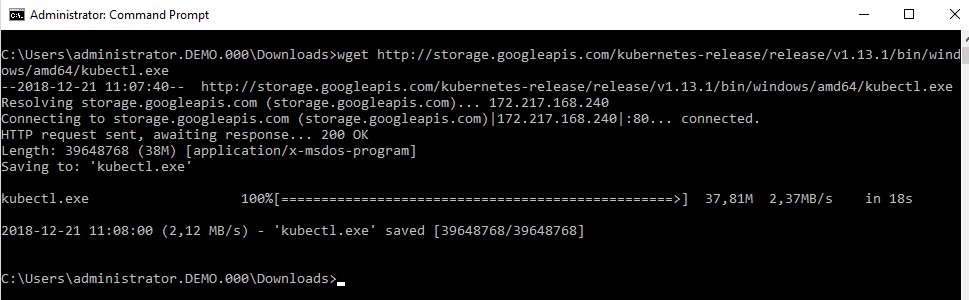 Administrator: Command Prompt
C:\Users\administrator.DEMO.000\Downloads>wget http://storage.googleapis.com/kubernetes-release/release/v1.13.1/bin/wind
ows/amd64/kubectl.exe
--2018-12-21 11:07:40--  http://storage.googleapis.com/kubernetes-release/release/v1.13.1/bin/windows/amd64/kubectl.exe
Resolving storage.googleapis.com (storage.googleapis.com)... 172.217.168.240
Connecting to storage.googleapis.com (storage.googleapis.com)|172.217.168.240|:80... connected.
HTTP request sent, awaiting response... 200 OK
Length: 39648768 (38M) [application/x-msdos-program]
Saving to: 'kubectl.exe'
kubectl.exe                   100%[=================================================>]  37,81M  2,37MB/s    in 18s
2018-12-21 11:08:00 (2,12 MB/s) - 'kubectl.exe' saved [39648768/39648768]
C:\Users\administrator.DEMO.000\Downloads>